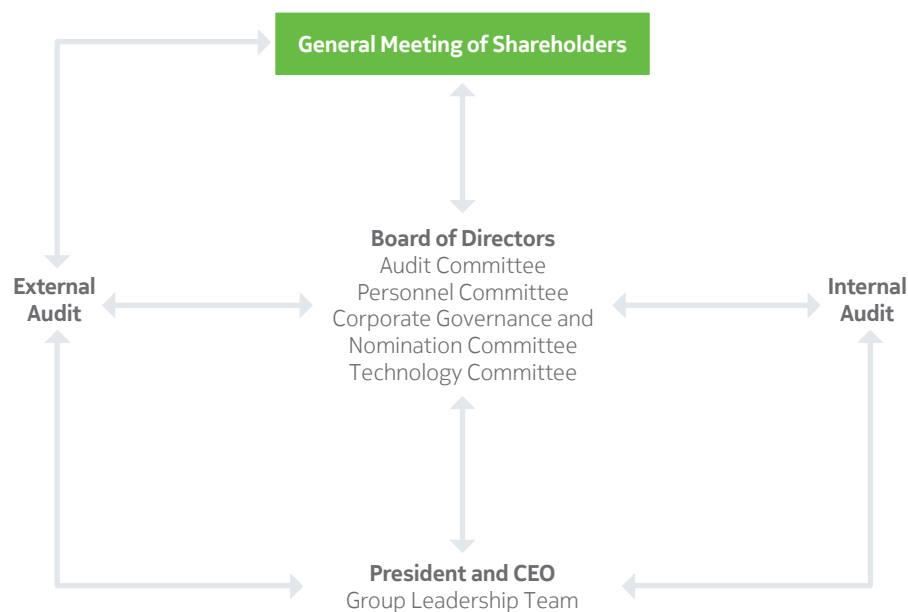 General Meeting of Shareholders
Board of Directors
Audit Committee
Personnel Committee
Corporate Governance and
Nomination Committee
Technology Committee
External
Audit
Internal
Audit
President and CEO
Group Leadership Team